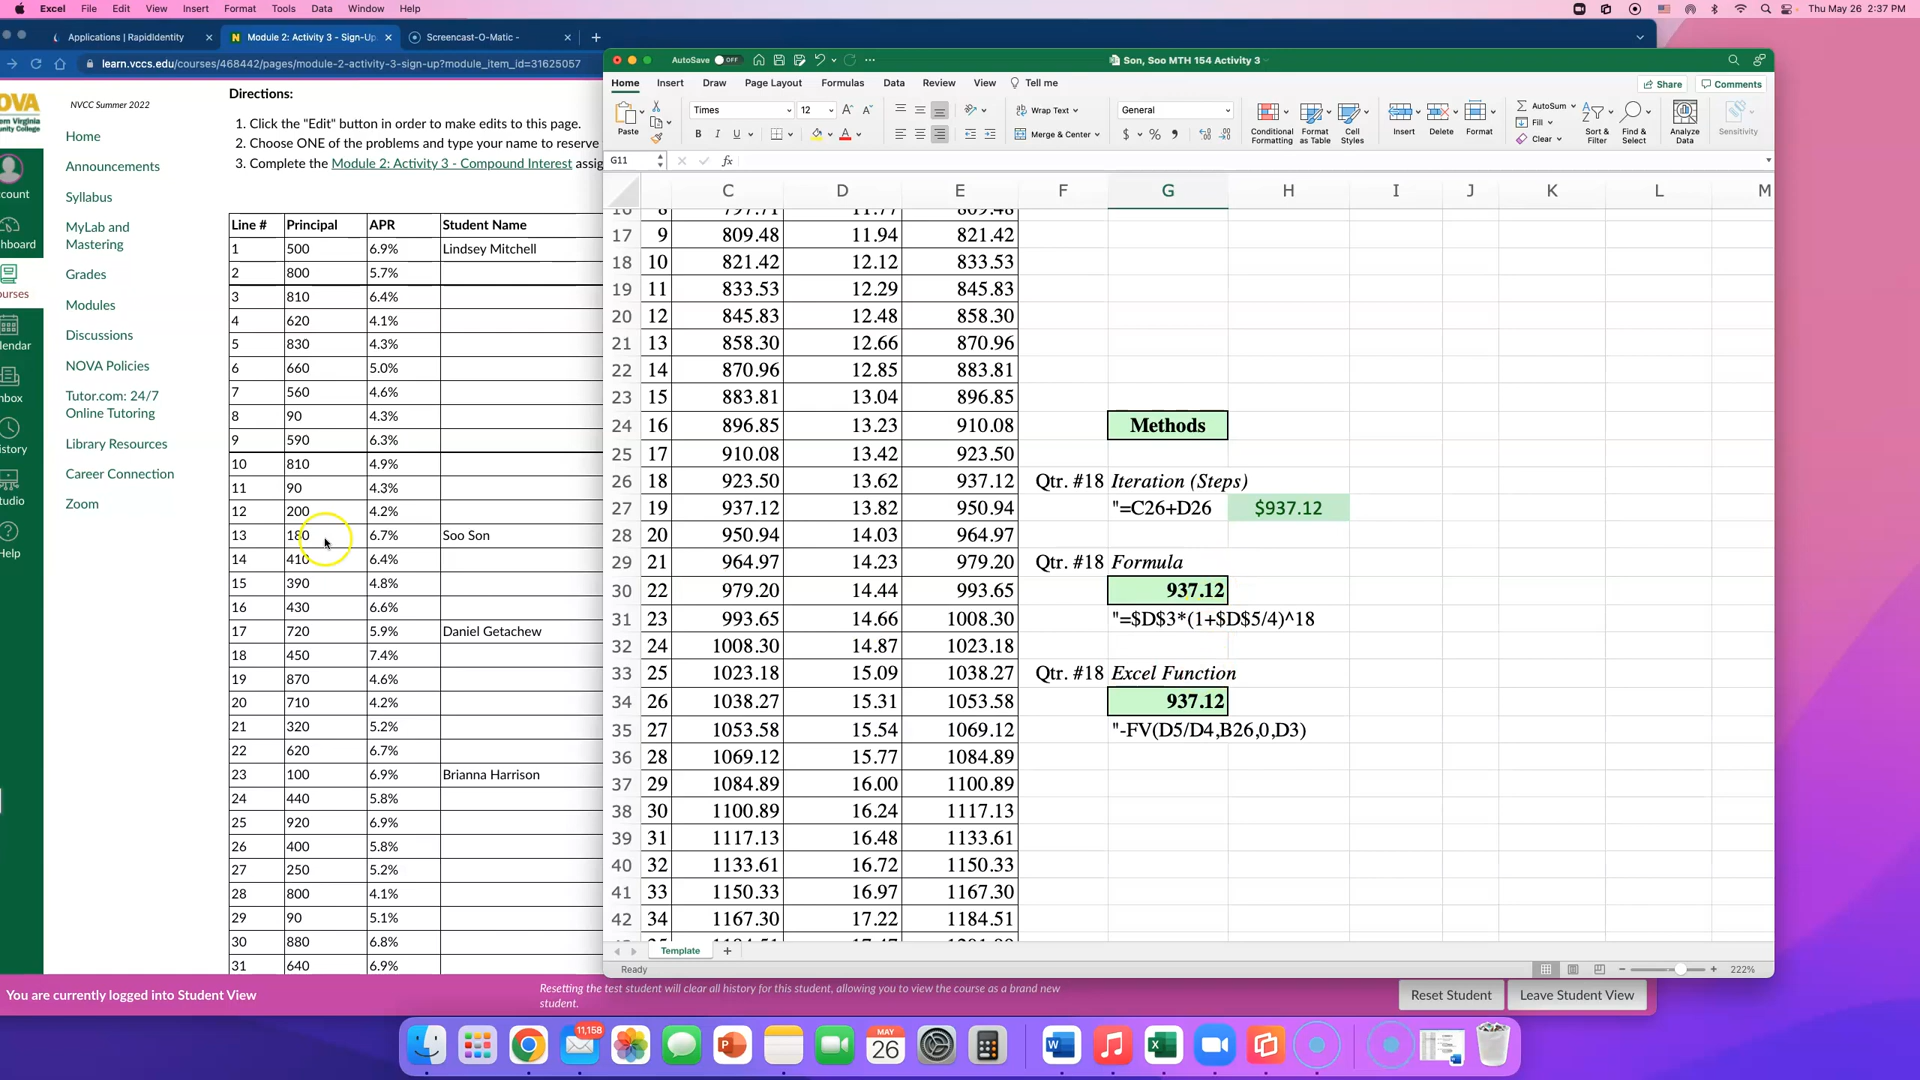 Excel File Edit View Insert Format Tools Data Window Help
Thu May 26 2:37 PM
Applications | RapidIdentity
Module 2: Activity 3 - Sign-Up
Screencast-O-Matic -
learn.vccs.edu/courses/468442/pages/module-2-activity-3-sign-up?module_item_id=31625057
NVCC Summer 2022
Home
Announcements
Syllabus
MyLab and
Mastering
Grades
Modules
Discussions
NOVA Policies
Tutor.com: 24/7
Online Tutoring
Library Resources
Career Connection
Zoom
Directions:
1. Click the "Edit" button in order to make edits to this page.
2. Choose ONE of the problems and type your name to reserve
3. Complete the Module 2: Activity 3 - Compound Interest assig
Line # Principal APR Student Name
1 500 6.9% Lindsey Mitchell
2 800 5.7%
3 810 6.4%
4 620 4.1%
5 830 4.3%
6 660 5.0%
7 560 4.6%
8 90 4.3%
9 590 6.3%
10 810 4.9%
11 90 4.3%
12 200 4.2%
13 180 6.7% Soo Son
14 410 6.4%
15 390 4.8%
16 430 6.6%
17 720 5.9% Daniel Getachew
18 450 7.4%
19 870 4.6%
20 710 4.2%
21 320 5.2%
22 620 6.7%
23 100 6.9% Brianna Harrison
24 440 5.8%
25 920 6.9%
26 400 5.8%
27 250 5.2%
28 800 4.1%
29 90 5.1%
30 880 6.8%
31 640 6.9%
AutoSave OFF
Son, Soo MTH 154 Activity 3
Home Insert Draw Page Layout Formulas Data Review View Tell me
Share Comments
Paste
Times 12
B I U
Wrap Text
Merge & Center
General
Conditional Formatting
Format as Table
Cell Styles
Insert Delete Format
AutoSum
Fill
Clear
Sort & Filter
Find & Select
Analyze Data
Sensitivity
G11
fx
C D E F G H I J K L M
16 8 797.71 11.77 809.48
17 9 809.48 11.94 821.42
18 10 821.42 12.12 833.53
19 11 833.53 12.29 845.83
20 12 845.83 12.48 858.30
21 13 858.30 12.66 870.96
22 14 870.96 12.85 883.81
23 15 883.81 13.04 896.85
24 16 896.85 13.23 910.08 Methods
25 17 910.08 13.42 923.50
26 18 923.50 13.62 937.12 Qtr. #18 Iteration (Steps)
27 19 937.12 13.82 950.94 "=C26+D26 $937.12
28 20 950.94 14.03 964.97
29 21 964.97 14.23 979.20 Qtr. #18 Formula
30 22 979.20 14.44 993.65 937.12
31 23 993.65 14.66 1008.30 "=$D$3*(1+$D$5/4)^18
32 24 1008.30 14.87 1023.18
33 25 1023.18 15.09 1038.27 Qtr. #18 Excel Function
34 26 1038.27 15.31 1053.58 937.12
35 27 1053.58 15.54 1069.12 "-FV(D5/D4,B26,0,D3)
36 28 1069.12 15.77 1084.89
37 29 1084.89 16.00 1100.89
38 30 1100.89 16.24 1117.13
39 31 1117.13 16.48 1133.61
40 32 1133.61 16.72 1150.33
41 33 1150.33 16.97 1167.30
42 34 1167.30 17.22 1184.51
Template
Ready
222%
You are currently logged into Student View
Resetting the test student will clear all history for this student, allowing you to view the course as a brand new
student.
Reset Student
Leave Student View
11,158
MAY
26